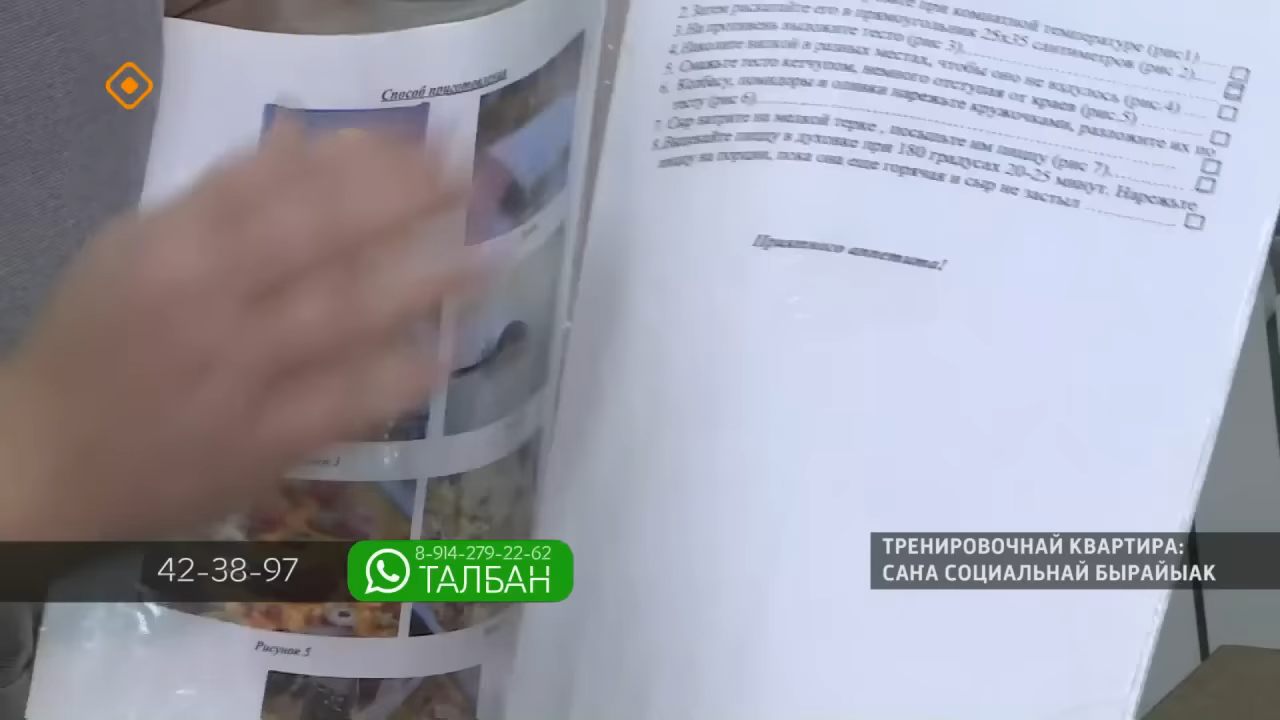 Способ приготовления
при комнатной температуре (рис1)
2.Затем раскатайте его в прямоугольник 25х35 сантиметров (рис 2)
3.На противень выложите тесто (рис 3)
4.Наколите вилкой в разных местах, чтобы оно не вздулось (рис 4)
5. Смажьте тесто кетчупом, немного отступая от краев (рис.5)
6. Колбасу, помидоры и оливки нарежьте кружочками, разложите их по
тесту (рис 6)
7. Сыр натрите на мелкой терке , посыпьте им пиццу (рис 7)
8.Выпекайте пиццу в духовке при 180 градусах 20-25 минут. Нарежьте
пиццу на порции, пока она еще горячая и сыр не застыл
Приятного аппетита!
Рисунок 5
42-38-97
8-914-279-22-62
ТАЛБАН
ТРЕНИРОВОЧНАЙ КВАРТИРА:
САҤА СОЦИАЛЬНАЙ БЫРАЙЫАК